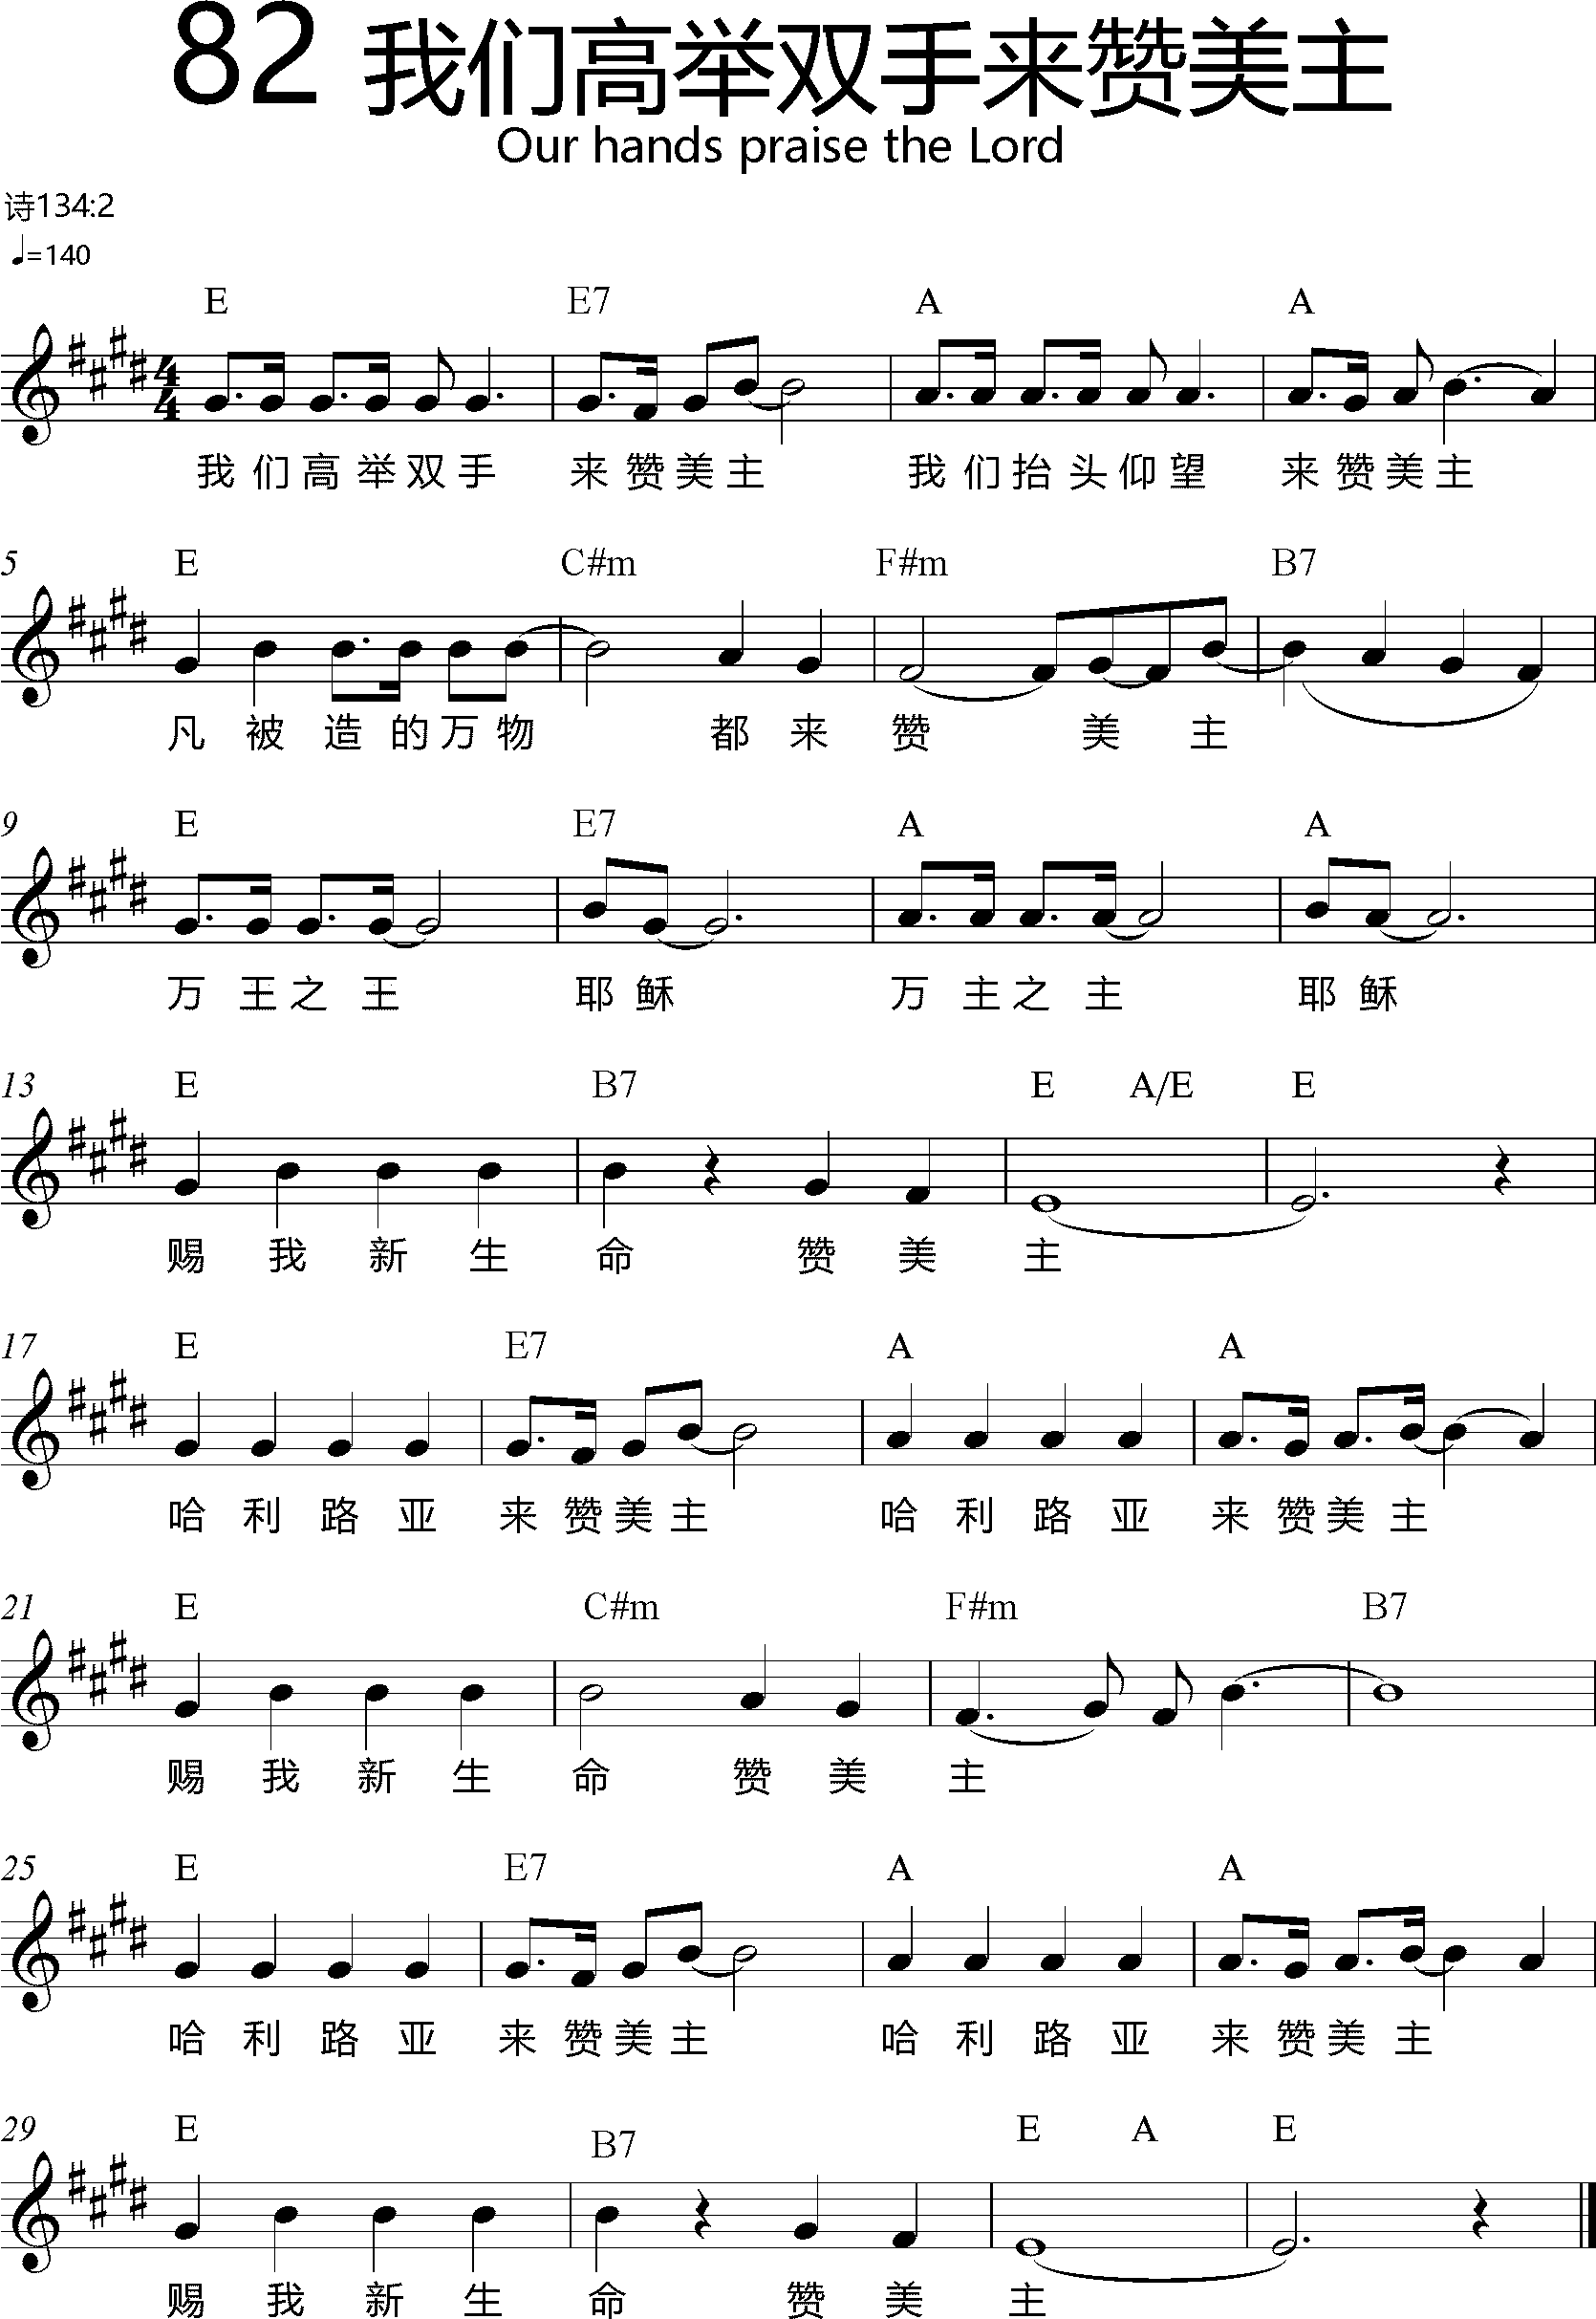 82 我们高举双手来赞美主
Our hands praise the Lord
诗134:2
♩=140
E E7 A A
我们高举双手 来赞美主 我们抬头仰望 来赞美主
5 E C#m F#m B7
凡被造的万物 都来赞美主
9 E E7 A A
万王之王 耶稣 万主之主 耶稣
13 E B7 E A/E E
赐我新生命 赞美主
17 E E7 A A
哈利路亚 来赞美主 哈利路亚 来赞美主
21 E C#m F#m B7
赐我新生命 赞美主
25 E E7 A A
哈利路亚 来赞美主 哈利路亚 来赞美主
29 E B7 E A E
赐我新生命 赞美主